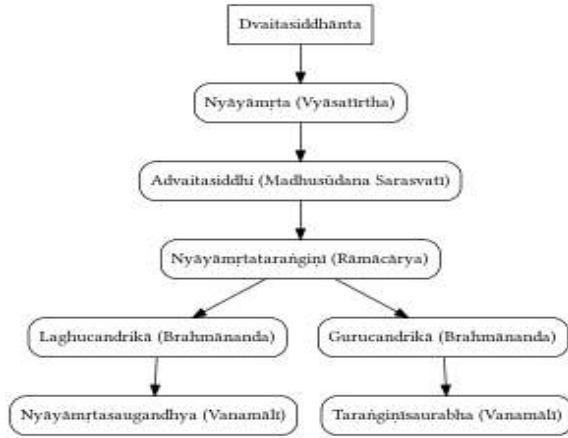 Dvaitasiddhānta
Nyāyāmṛta (Vyāsatīrtha)
Advaitasiddhi (Madhusūdana Sarasvatī)
Nyāyāmṛtataraṅgiṇī (Rāmācārya)
Laghucandrikā (Brahmānanda)
Gurucandrikā (Brahmānanda)
Nyāyāmṛtasaugandhya (Vanamālī)
Taraṅgiṇīsaurabha (Vanamālī)